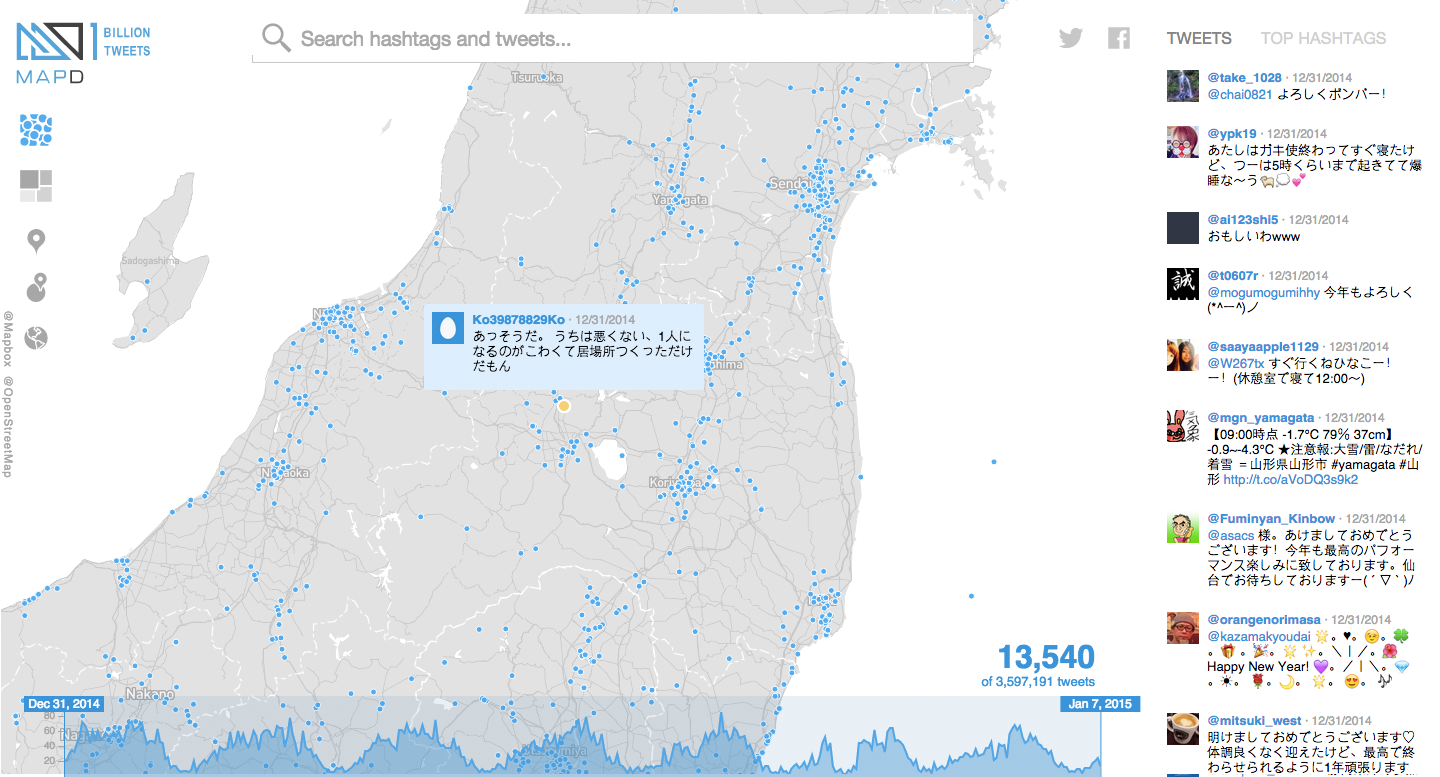 MAPD
1 BILLION
TWEETS
Search hashtags and tweets...
TWEETS TOP HASHTAGS
@take_1028 · 12/31/2014
@chai0821 よろしくポンバー！
@ypk19 · 12/31/2014
あたしはガキ使終わってすぐ寝たけ
ど、つーは5時くらいまで起きてて爆
睡な〜う🐑💭💕
@ai123shi5 · 12/31/2014
おもしいわwww
@t0607r · 12/31/2014
@mogumogumihhy 今年もよろしく
(*^ー^)ノ
@saayaapple1129 · 12/31/2014
@W267tx すぐ行くねひなこー！
ー！(休憩室で寝て12:00〜)
@mgn_yamagata · 12/31/2014
【09:00時点 -1.7℃ 79% 37cm】
-0.9~-4.3℃ ★注意報:大雪/雷/なだれ/
着雪 ＝山形県山形市 #yamagata #山
形 http://t.co/aVoDQ3s9k2
@Fuminyan_Kinbow · 12/31/2014
@asacs 様。あけましておめでとう
ございます！今年も最高のパフォー
マンス楽しみに致しております。仙
台でお待ちしておりますー( ´ ∇ ` )ﾉ
@orangenorimasa · 12/31/2014
@kazamakyoudai 🌟。♥。😉。🍀
。🎁 。🎉。🌟✨。＼｜／。🌺
Happy New Year! 💜。／｜＼。💎
。☀。 🌹。🌙。 🌟。 😍。 🎶
@mitsuki_west · 12/31/2014
明けましておめでとうございます♡
体調良くなく迎えたけど、最高で終
わらせられるように1年頑張ります
Ko39878829Ko · 12/31/2014
あっそうだ。 うちは悪くない、1人に
なるのがこわくて居場所つくっただけ
だもん
Tsuruoka
Sendai
Yamagata
Sadogashima
Nagaoka
Koriyama
Nakano
@Mapbox @OpenStreetMap
13,540
of 3,597,191 tweets
Dec 31, 2014
Jan 7, 2015
80
60
40
20